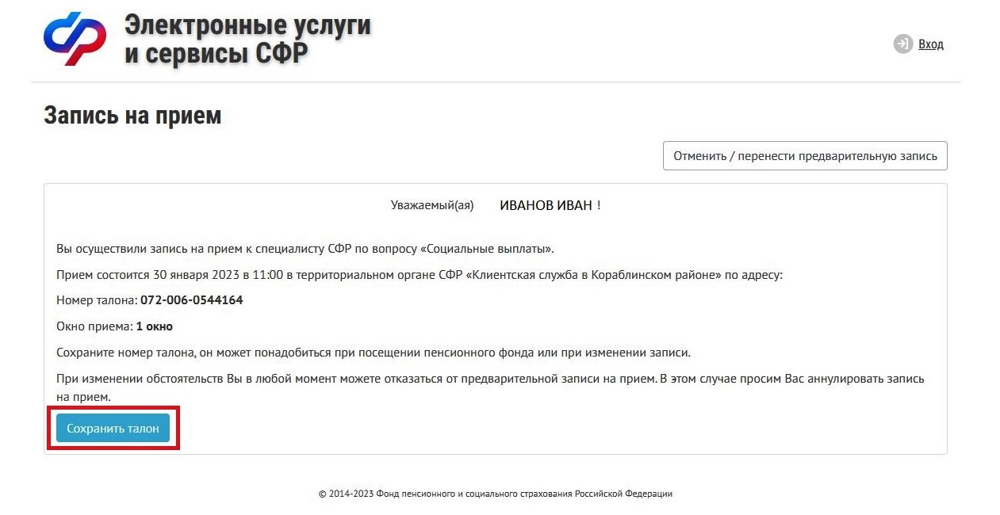 Электронные услуги
и сервисы СФР
Вход
Запись на прием
Отменить / перенести предварительную запись
Уважаемый(ая) ИВАНОВ ИВАН !
Вы осуществили запись на прием к специалисту СФР по вопросу «Социальные выплаты».
Прием состоится 30 января 2023 в 11:00 в территориальном органе СФР «Клиентская служба в Кораблинском районе» по адресу:
Номер талона: 072-006-0544164
Окно приема: 1 окно
Сохраните номер талона, он может понадобиться при посещении пенсионного фонда или при изменении записи.
При изменении обстоятельств Вы в любой момент можете отказаться от предварительной записи на прием. В этом случае просим Вас аннулировать запись
на прием.
Сохранить талон
© 2014-2023 Фонд пенсионного и социального страхования Российской Федерации